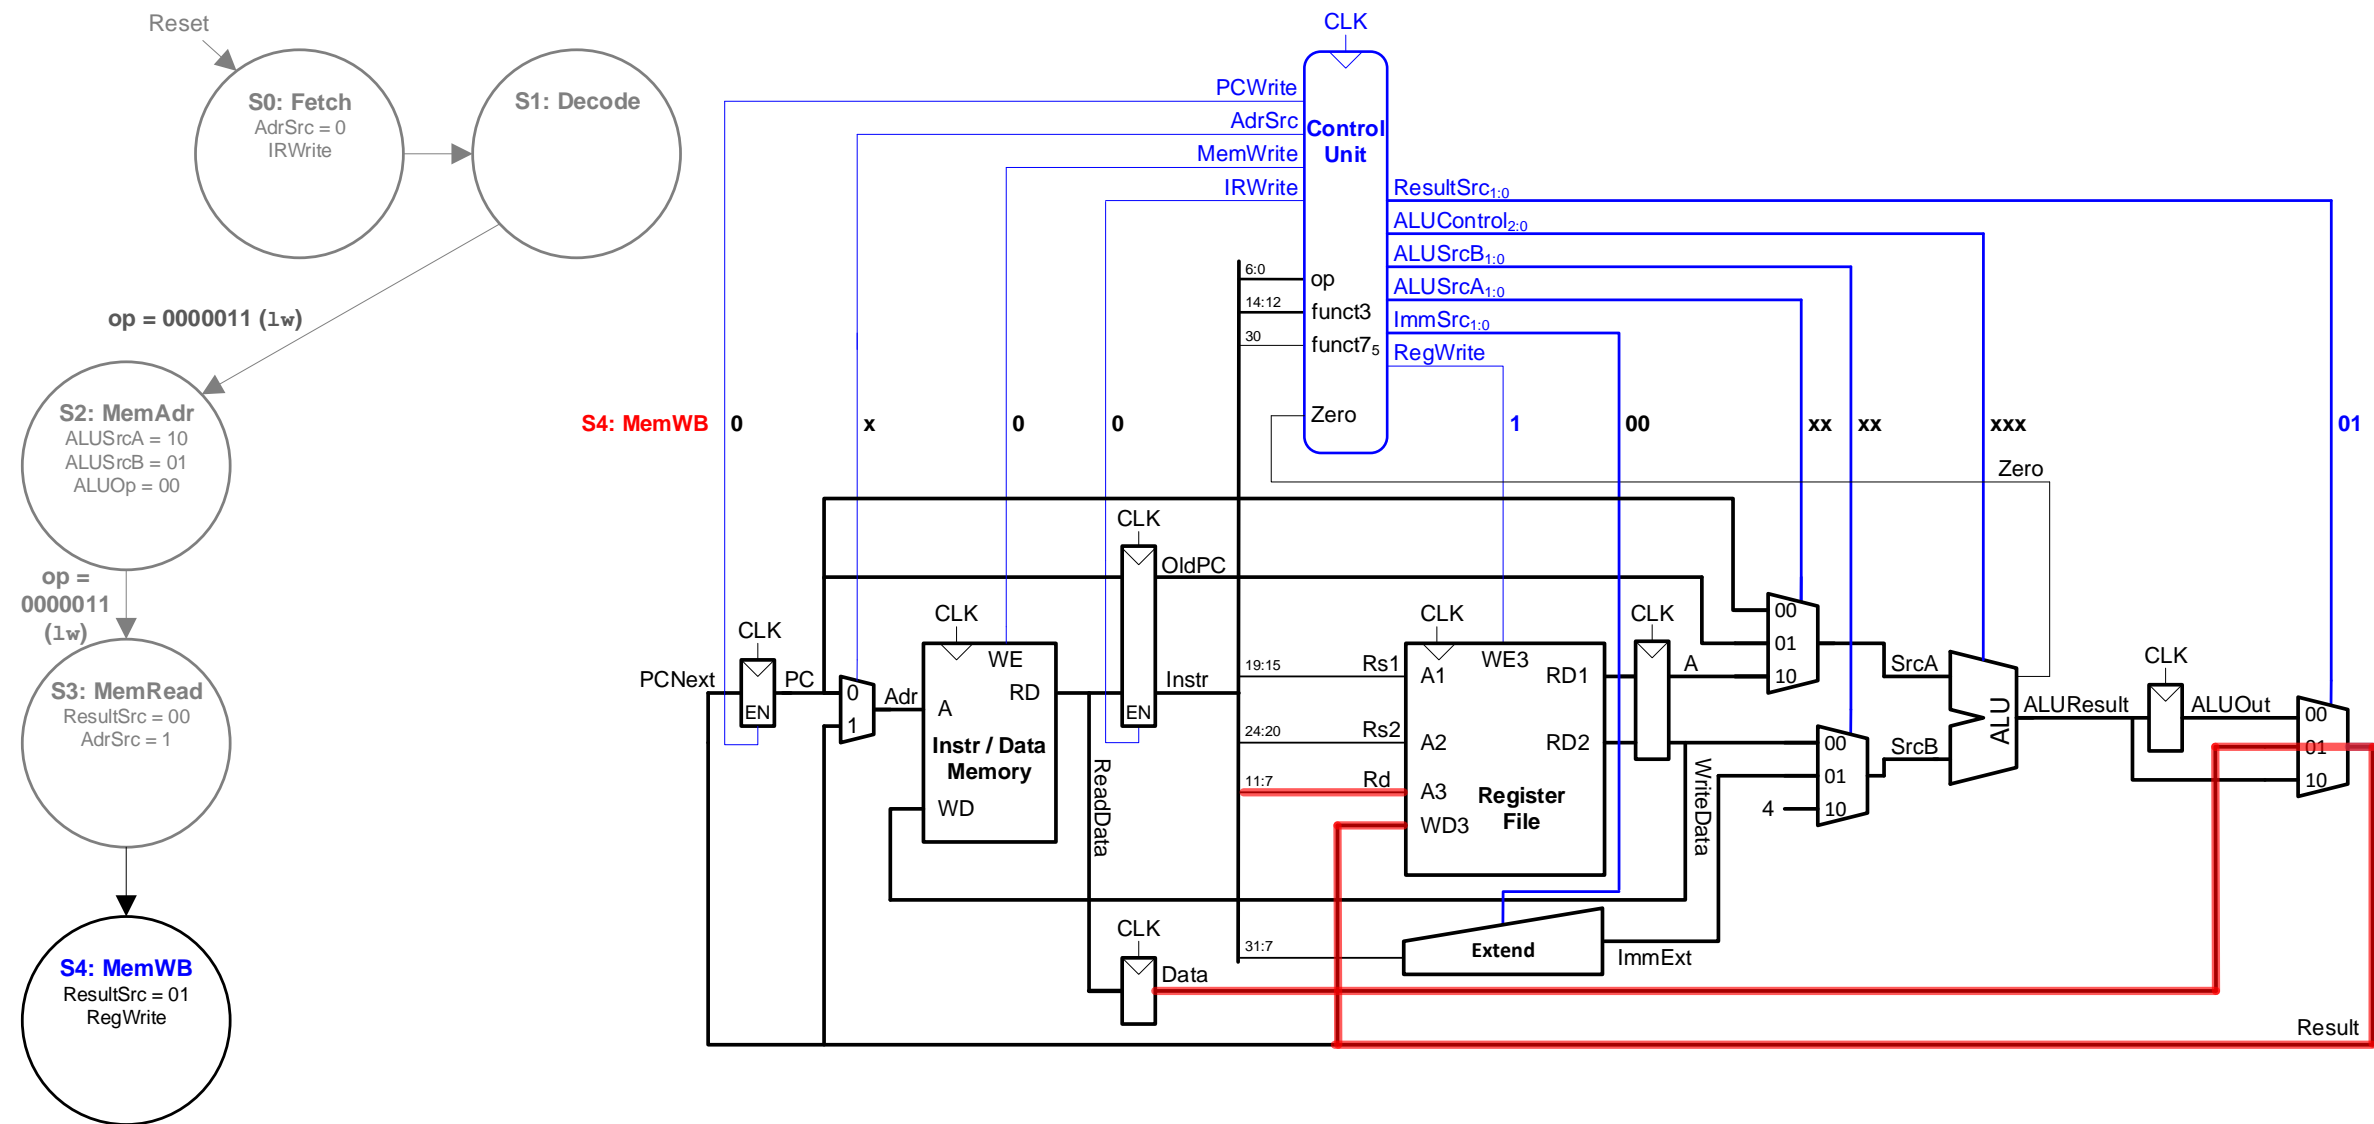 Reset
S0: Fetch
AdrSrc = 0
IRWrite
S1: Decode
op = 0000011 (lw)
S2: MemAdr
ALUSrcA = 10
ALUSrcB = 01
ALUOp = 00
op =
0000011
(lw)
S3: MemRead
ResultSrc = 00
AdrSrc = 1
S4: MemWB
ResultSrc = 01
RegWrite
CLK
PCWrite
AdrSrc
MemWrite
IRWrite
Control
Unit
ResultSrc1:0
ALUControl2:0
ALUSrcB1:0
ALUSrcA1:0
ImmSrc1:0
RegWrite
6:0
op
14:12
funct3
30
funct75
Zero
S4: MemWB
0
x
0
0
1
00
xx
xx
xxx
01
Zero
CLK
OldPC
PCNext
CLK
EN
PC
0
1
Adr
CLK
WE
A
RD
Instr / Data
Memory
WD
ReadData
EN
Instr
CLK
Data
19:15
Rs1
24:20
Rs2
11:7
Rd
31:7
CLK
WE3
A1
RD1
A2
RD2
A3
WD3
Register
File
Extend
ImmExt
CLK
A
WriteData
00
01
10
SrcA
00
01
10
4
SrcB
ALU
ALUResult
CLK
ALUOut
00
01
10
Result